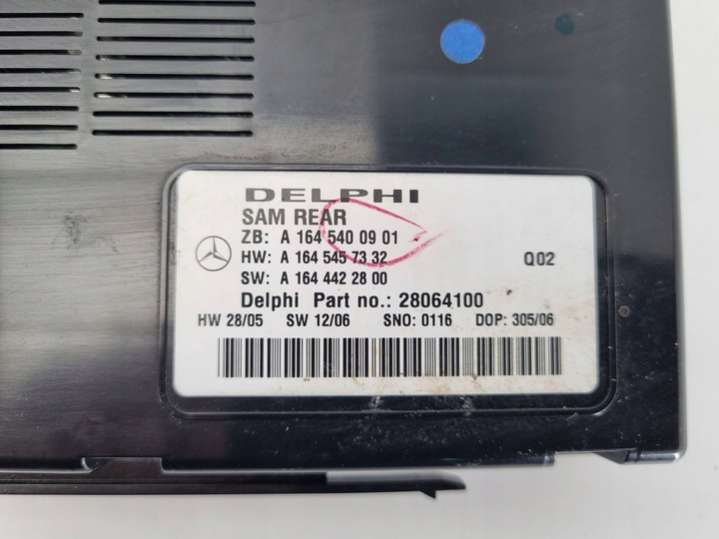 DELPHI
SAM REAR
ZB: A 164 540 09 01
HW: A 164 545 73 32 Q02
SW: A 164 442 28 00
Delphi Part no.: 28064100
HW 28/05 SW 12/06 SNO: 0116 DOP: 305/06